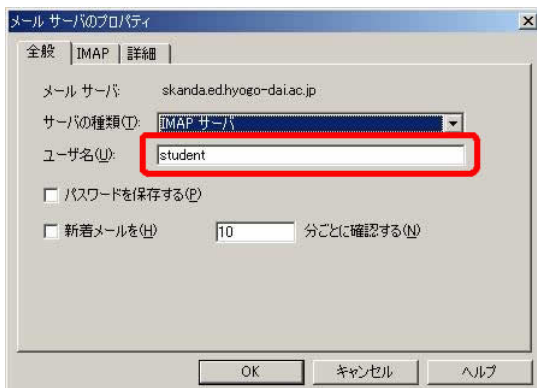 メール サーバのプロパティ
全般 IMAP 詳細
メール サーバ: skanda.ed.hyogo-dai.ac.jp
サーバの種類(T): IMAP サーバ
ユーザ名(U): student
パスワードを保存する(P)
新着メールを(H) 10 分ごとに確認する(N)
OK キャンセル ヘルプ